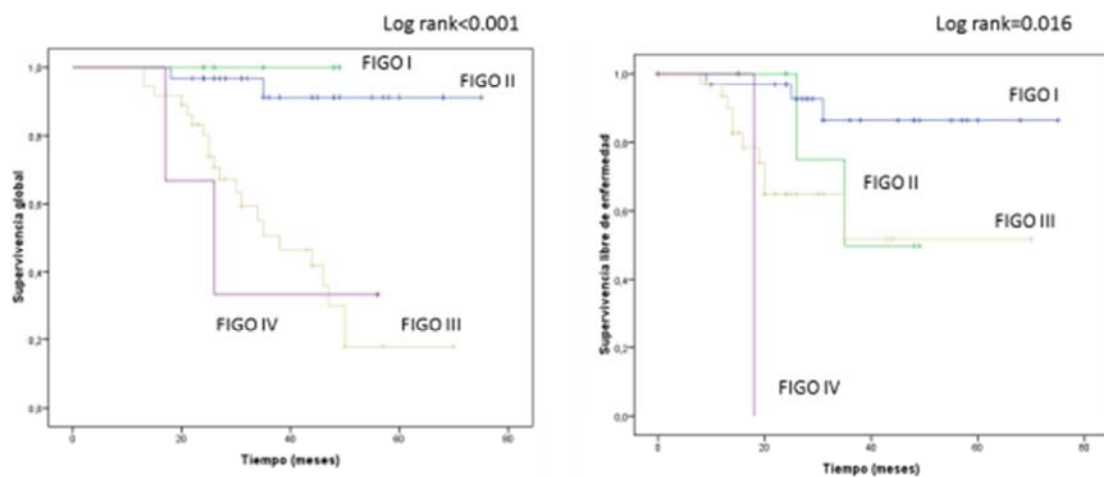 Log rank<0.001
Log rank=0.016
Supervivencia global
1,0
0,8
0,6
0,4
0,2
0,0
FIGO I
FIGO II
FIGO IV
FIGO III
0
20
40
60
80
Tiempo (meses)
Supervivencia libre de enfermedad
1,0
0,8
0,6
0,4
0,2
0,0
FIGO I
FIGO II
FIGO III
FIGO IV
0
20
40
60
80
Tiempo (meses)